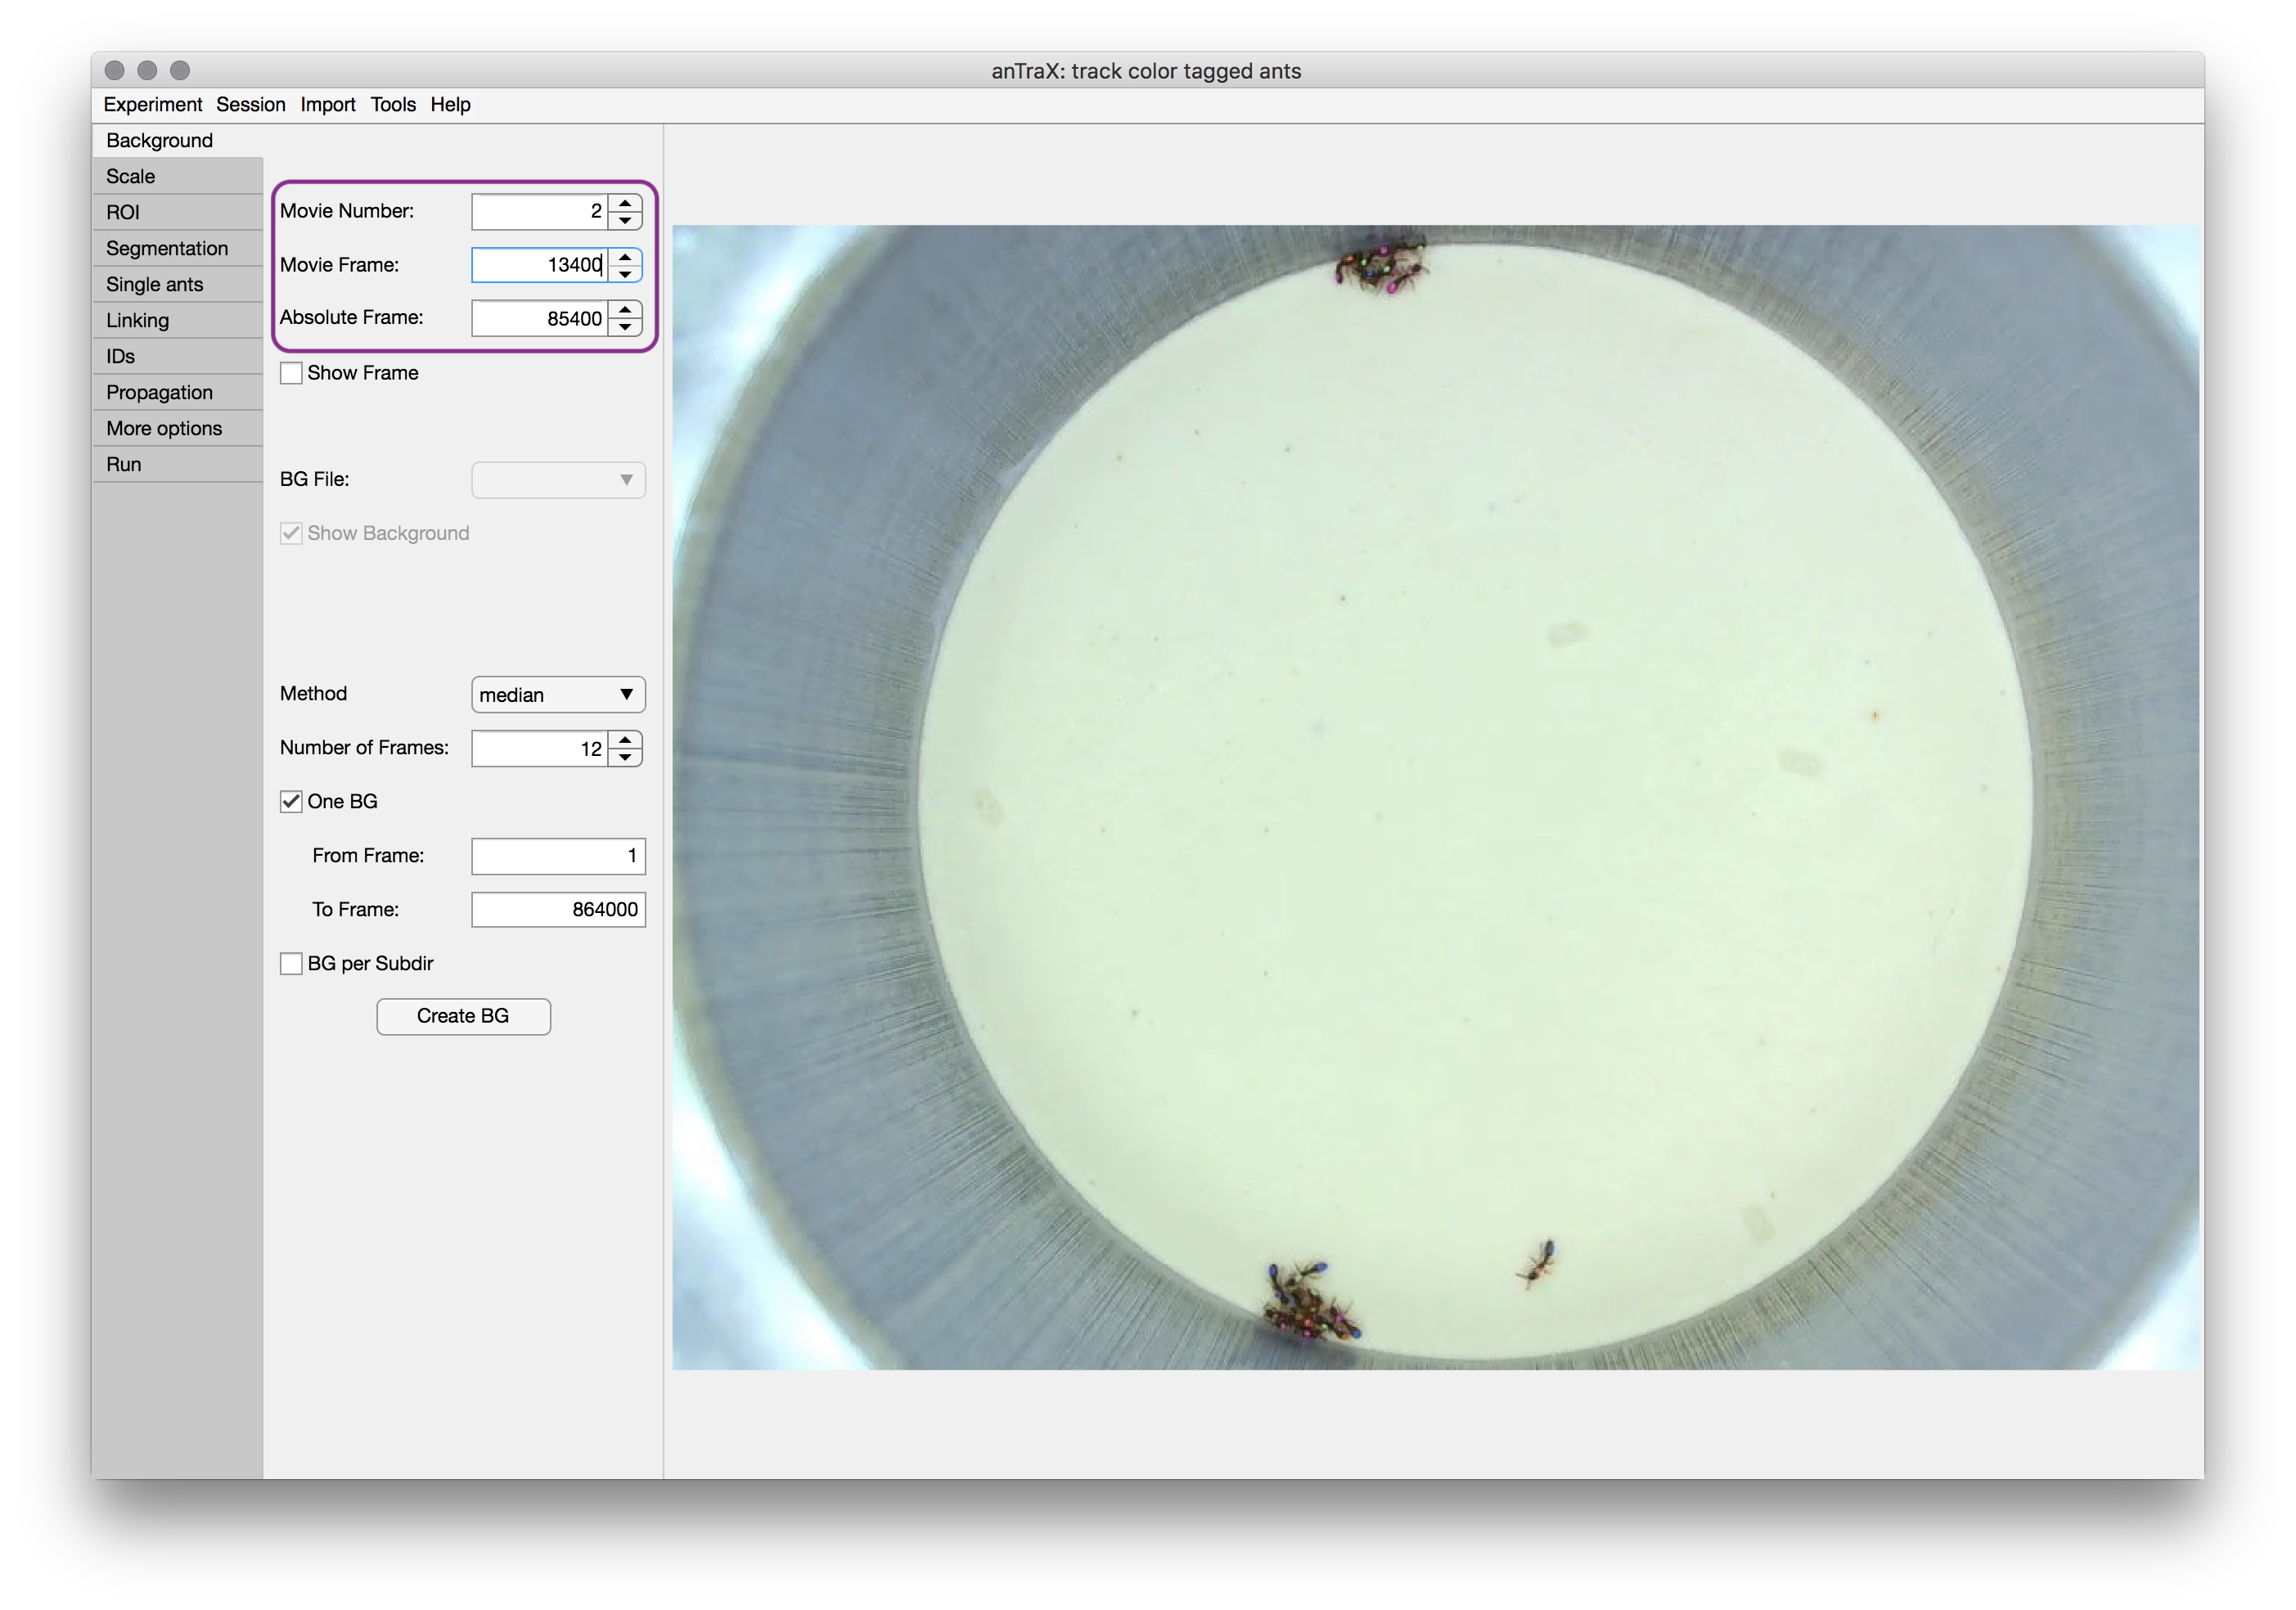 anTraX: track color tagged ants
Experiment Session Import Tools Help
Background
Scale
ROI
Segmentation
Single ants
Linking
IDs
Propagation
More options
Run
Movie Number: 2
Movie Frame: 13400
Absolute Frame: 85400
Show Frame
BG File:
Show Background
Method median
Number of Frames: 12
One BG
From Frame: 1
To Frame: 864000
BG per Subdir
Create BG